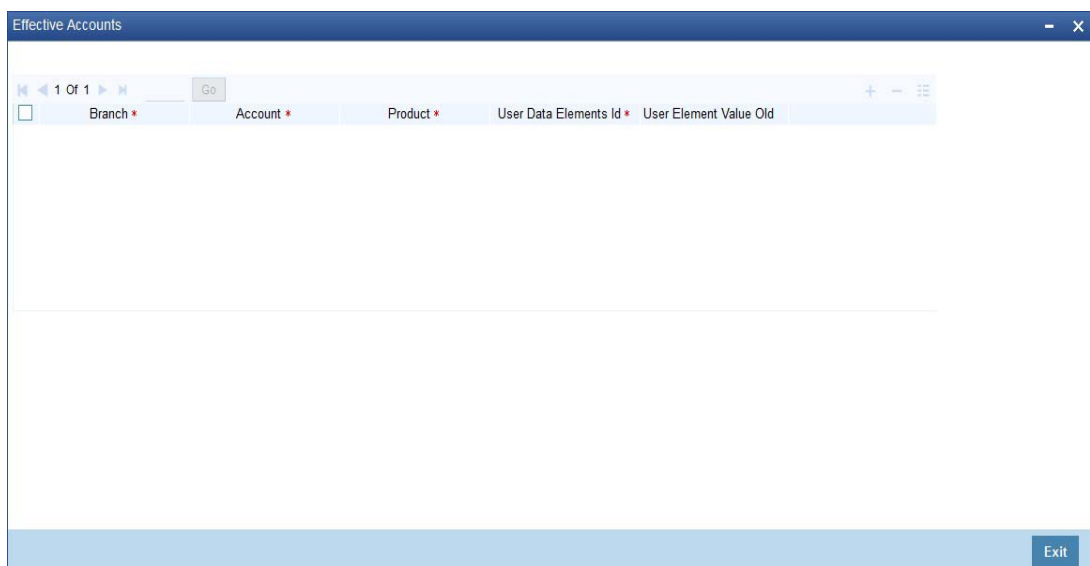 Effective Accounts
1 Of 1 Go
Branch * Account * Product * User Data Elements Id * User Element Value Old
Exit